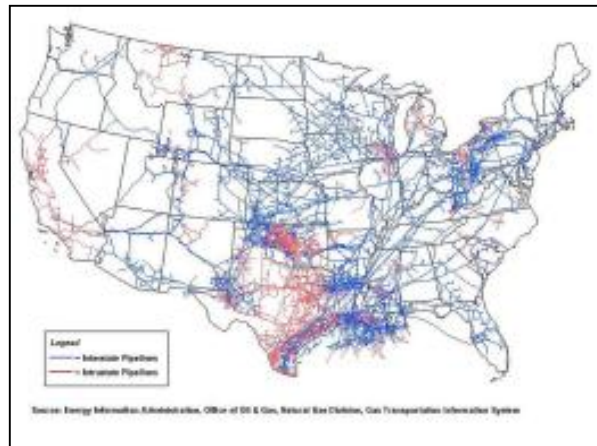 Legend
Interstate Pipelines
Intrastate Pipelines
Source: Energy Information Administration, Office of Oil & Gas, Natural Gas Division, Gas Transportation Information System